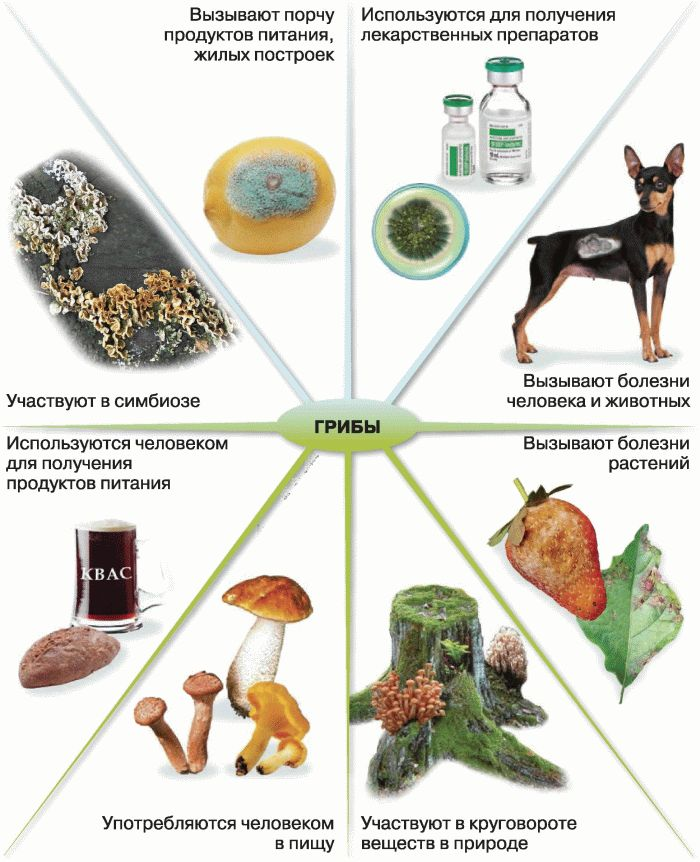 Вызывают порчу
продуктов питания,
жилых построек
Используются для получения
лекарственных препаратов
Участвуют в симбиозе
Вызывают болезни
человека и животных
ГРИБЫ
Используются человеком
для получения
продуктов питания
Вызывают болезни
растений
КВАС
Употребляются человеком
в пищу
Участвуют в круговороте
веществ в природе